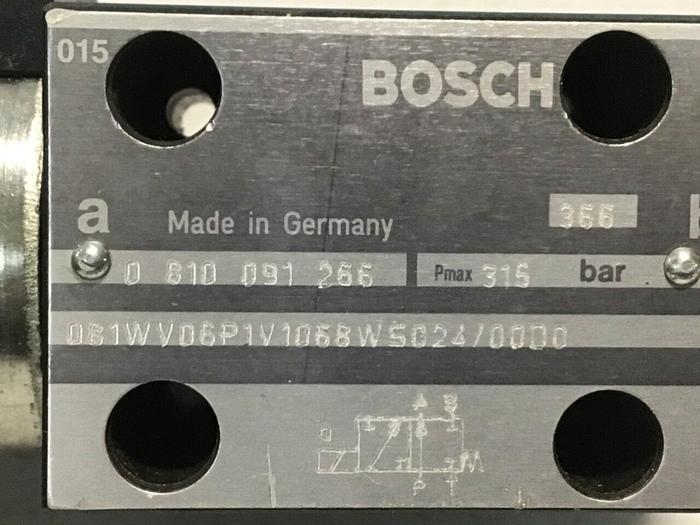 015
BOSCH
366
a
Made in Germany
b
0 810 091 266
Pmax 315 bar
081WV06P1V1068WS024/00D0
A B
a
P T